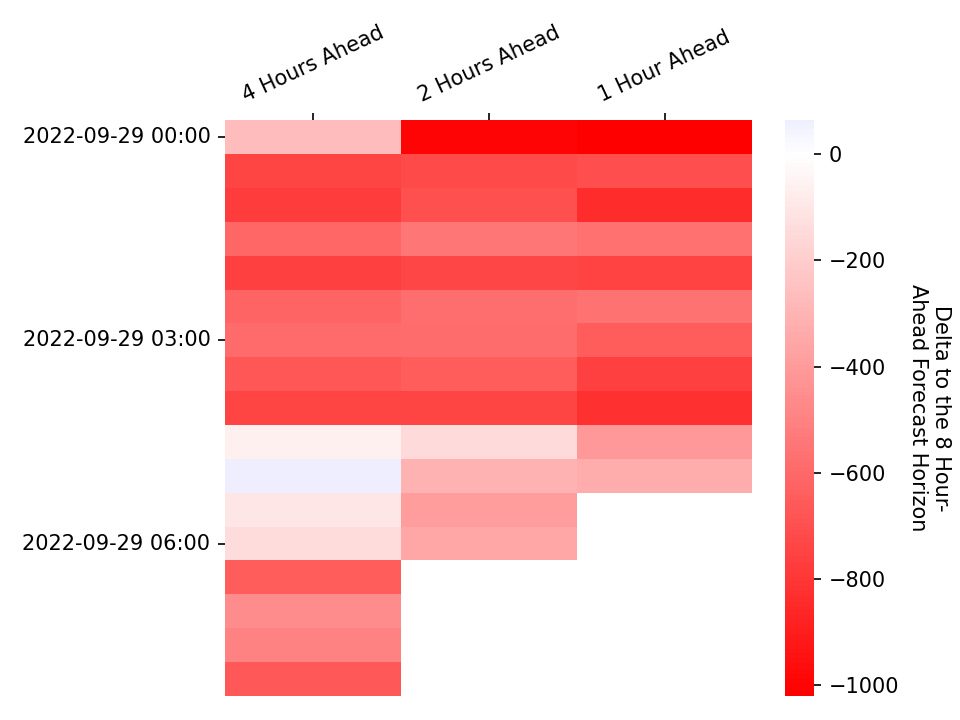 4 Hours Ahead
2 Hours Ahead
1 Hour Ahead
2022-09-29 00:00
2022-09-29 03:00
2022-09-29 06:00
0
−200
−400
−600
−800
−1000
Delta to the 8 Hour-
Ahead Forecast Horizon